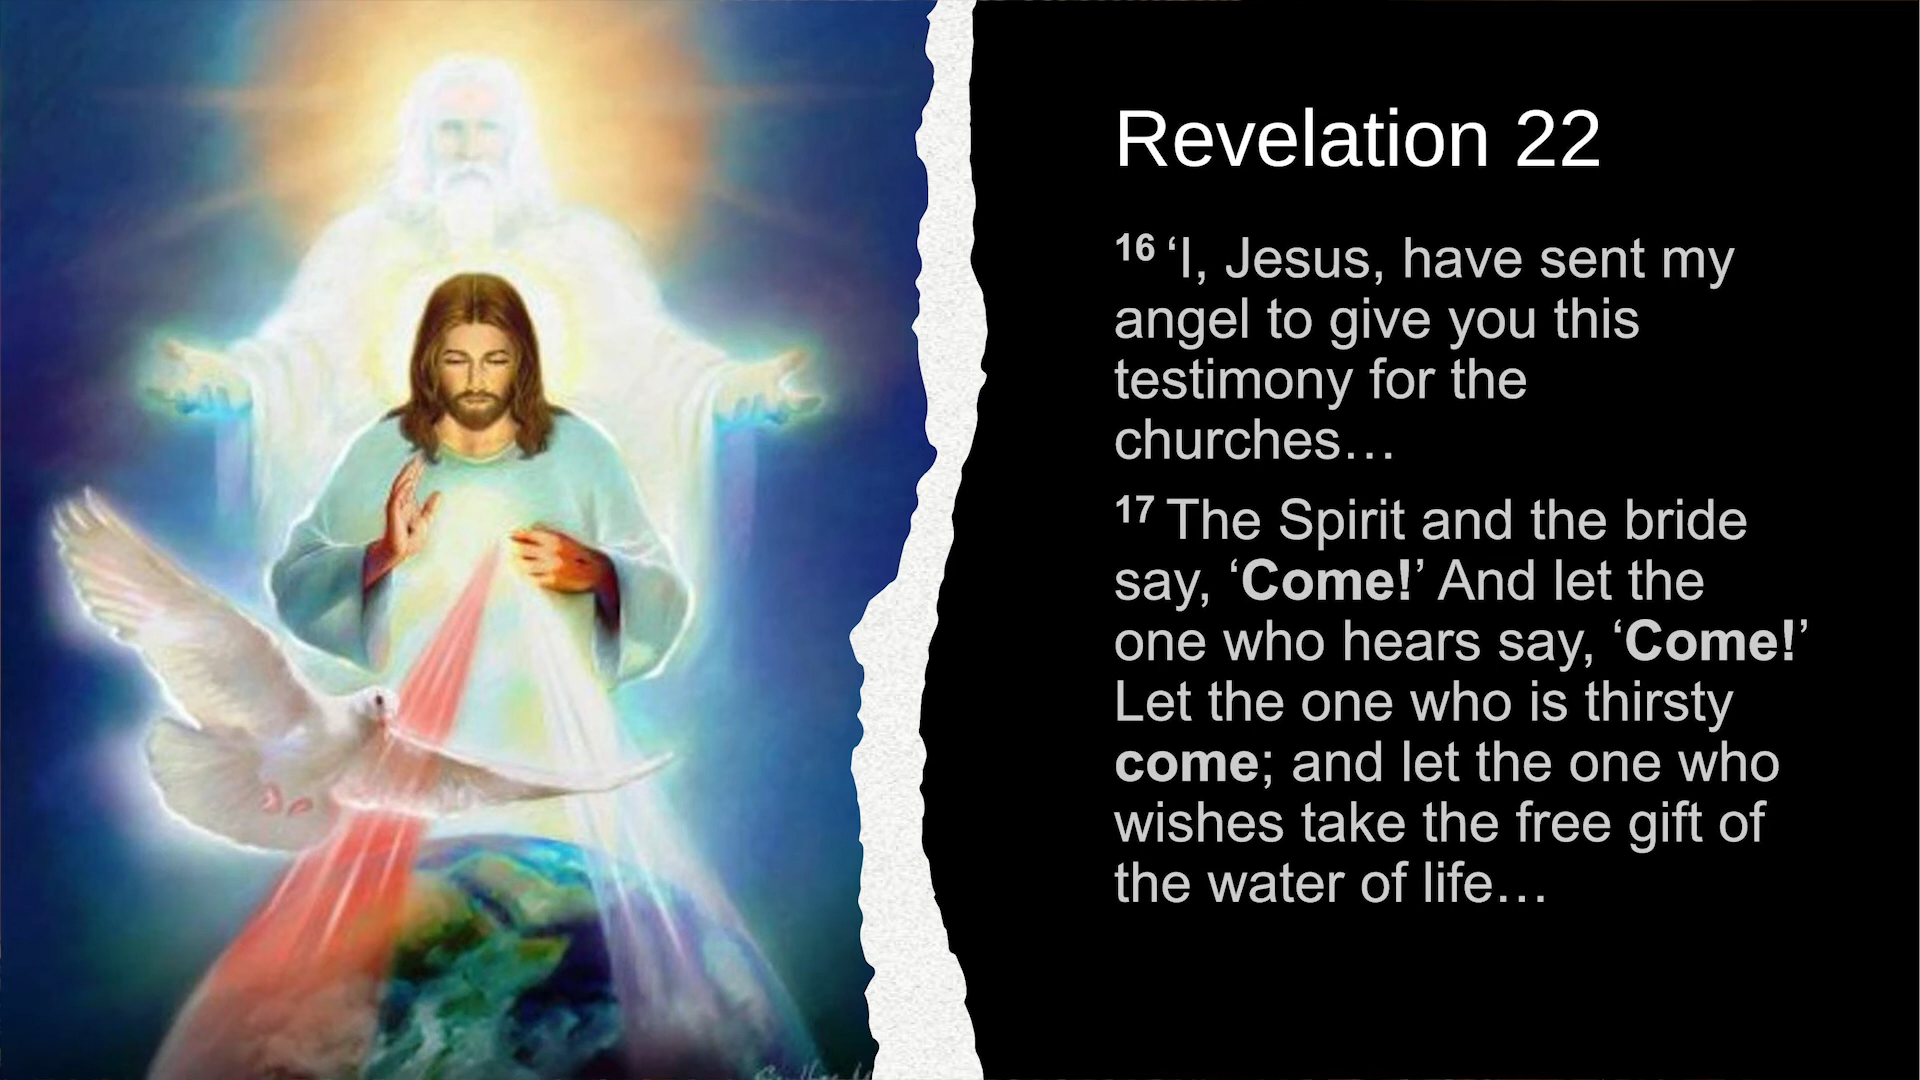 Revelation 22
16 ‘I, Jesus, have sent my
angel to give you this
testimony for the
churches…
17 The Spirit and the bride
say, ‘Come!’ And let the
one who hears say, ‘Come!’
Let the one who is thirsty
come; and let the one who
wishes take the free gift of
the water of life…